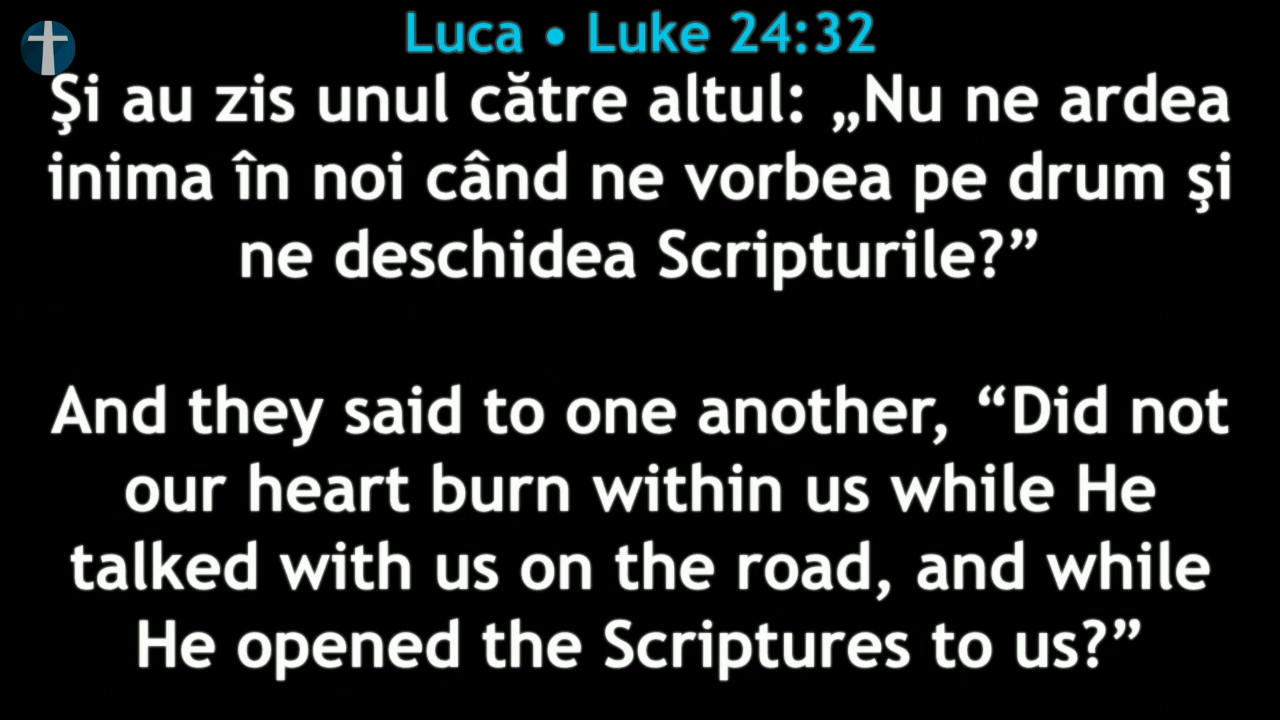 Luca • Luke 24:32
Şi au zis unul către altul: „Nu ne ardea
inima în noi când ne vorbea pe drum şi
ne deschidea Scripturile?”
And they said to one another, “Did not
our heart burn within us while He
talked with us on the road, and while
He opened the Scriptures to us?”